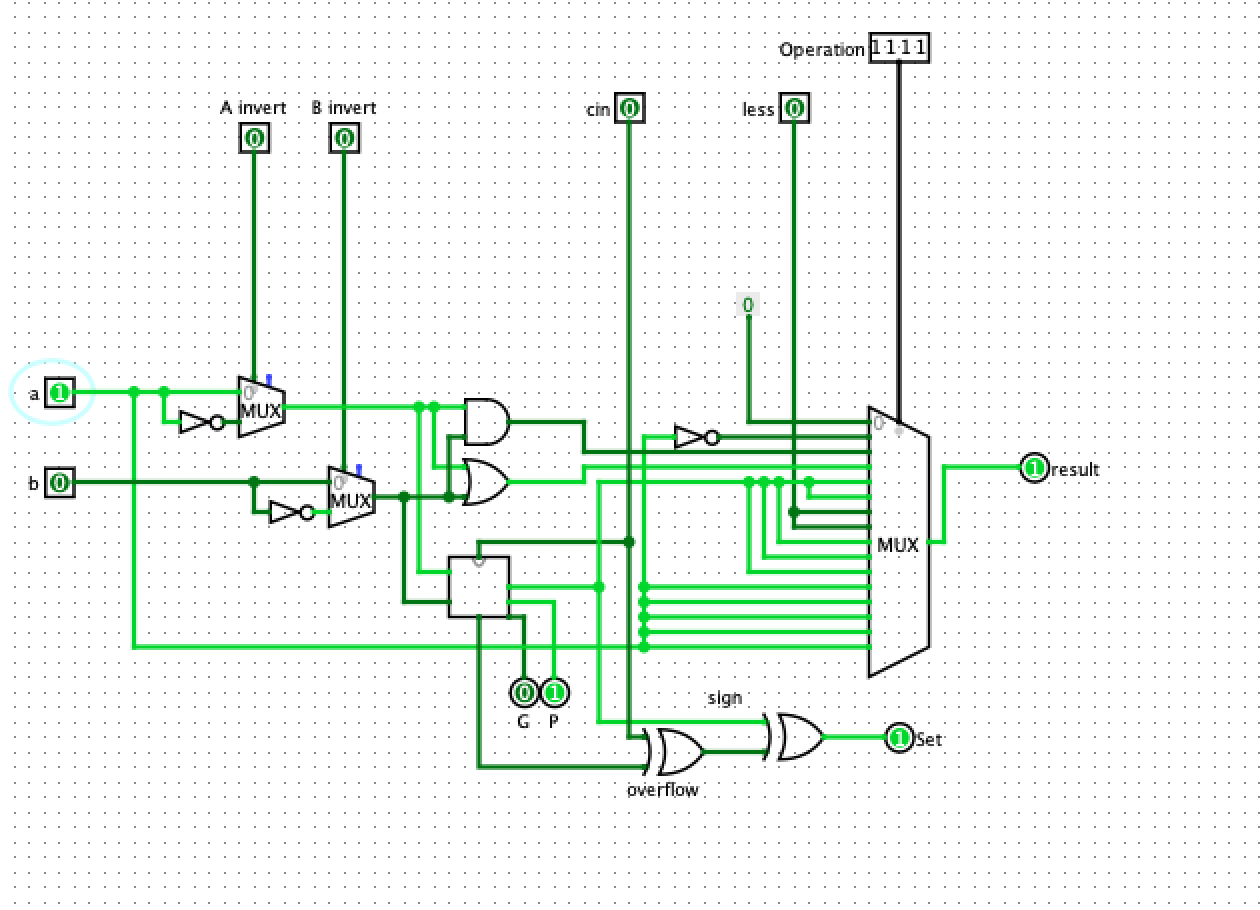 Operation 1111
A invert B invert cin 0 less 0
0 0
0
a 1 0 MUX 0
b 0 0 MUX MUX 1 result
0 1 sign
G P 1 Set
overflow